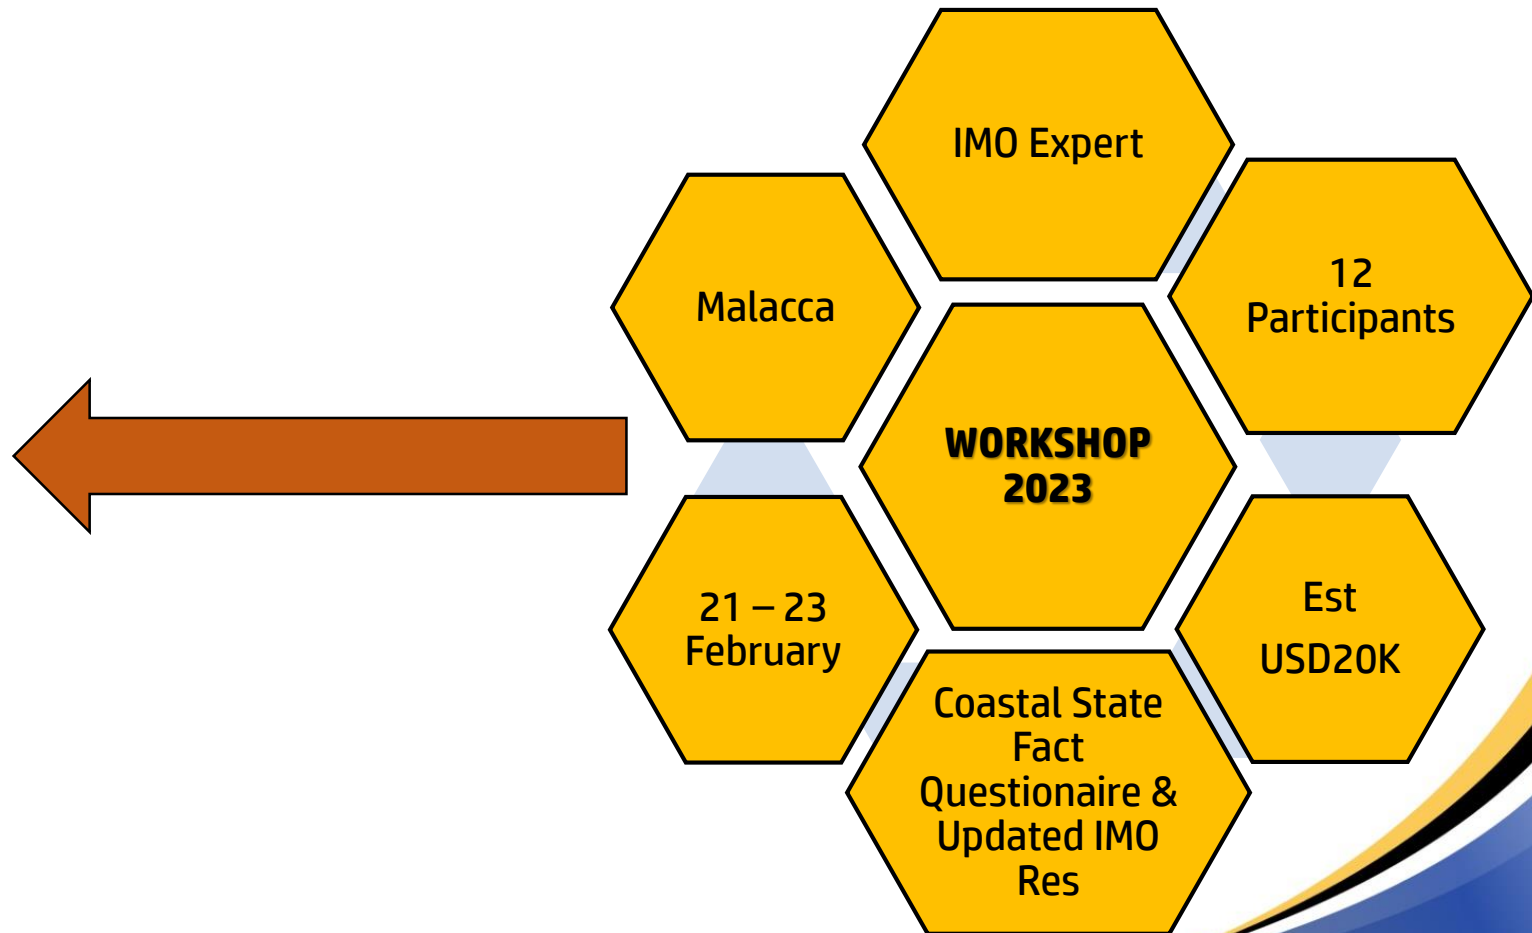 IMO Expert
12
Participants
Malacca
WORKSHOP
2023
21 – 23
February
Est
USD20K
Coastal State
Fact
Questionaire &
Updated IMO
Res